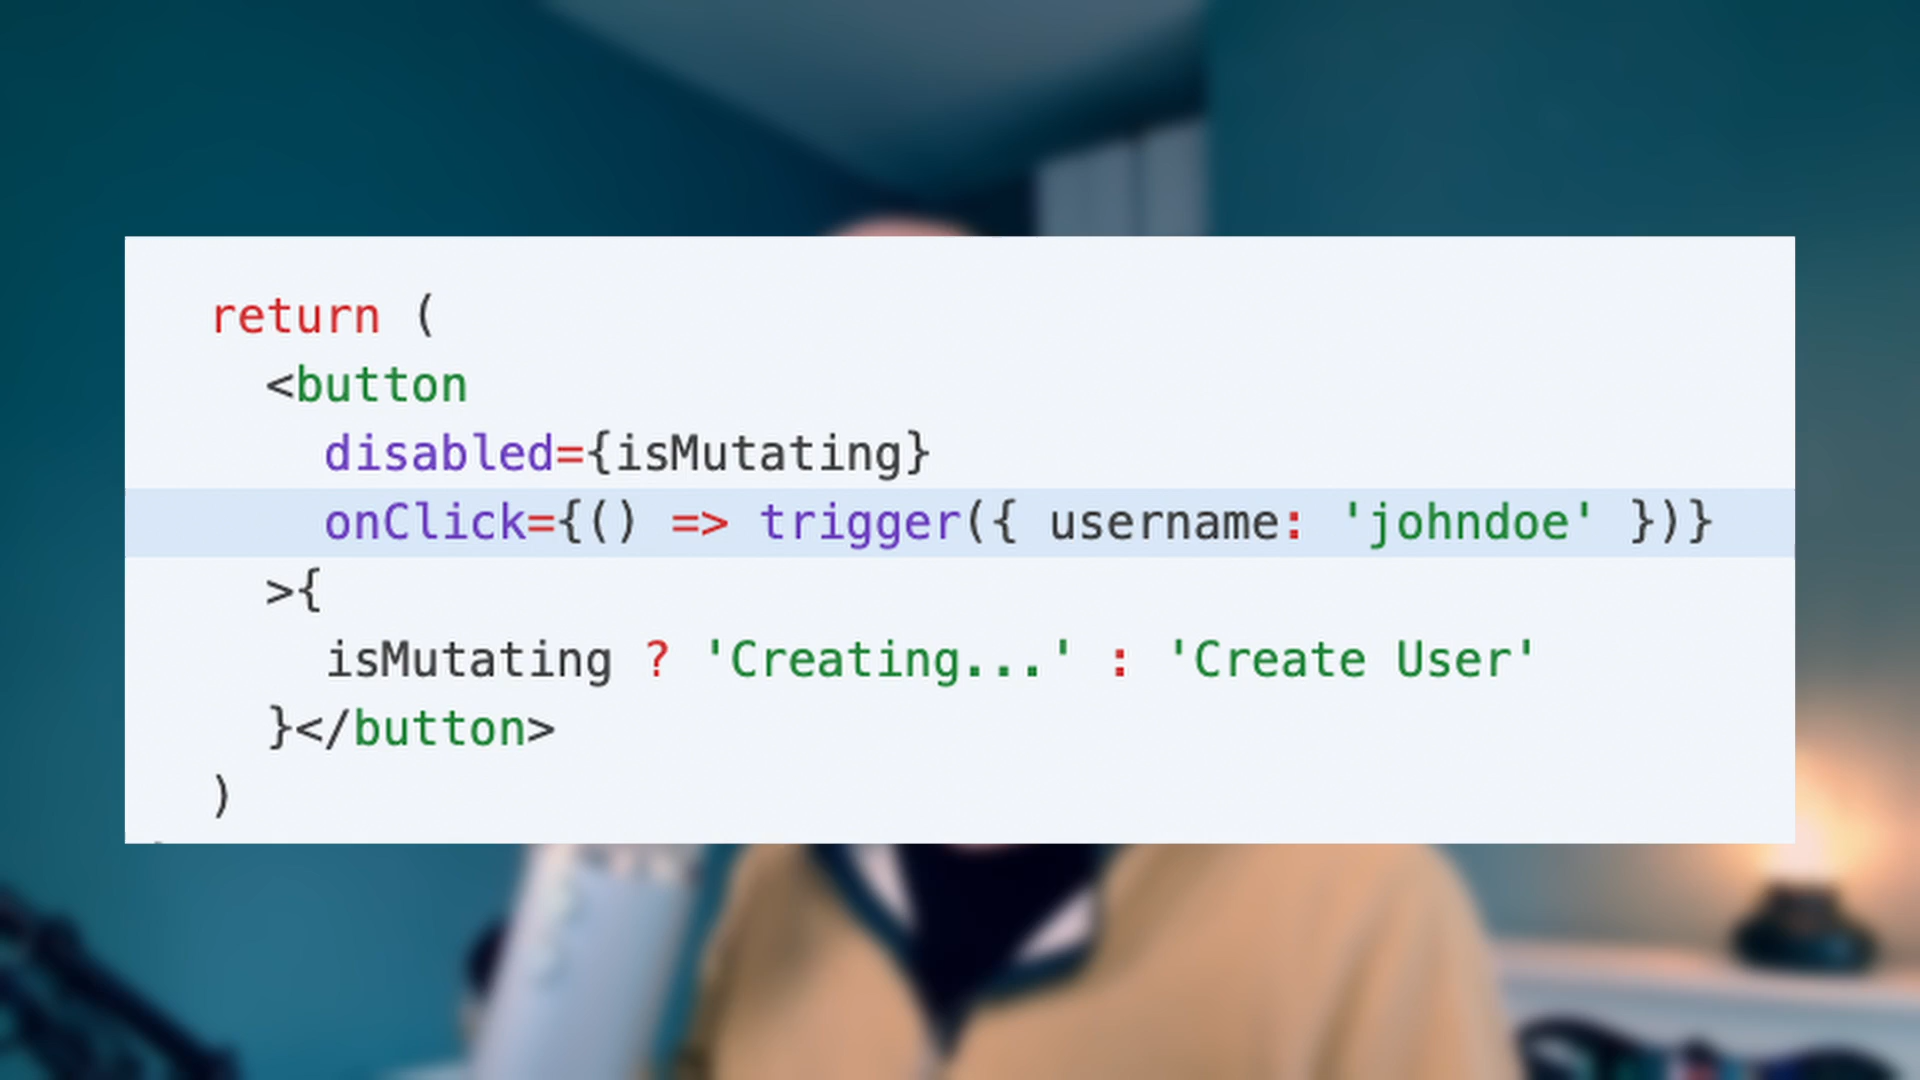 return (
<button
disabled={isMutating}
onClick={() => trigger({ username: 'johndoe' })}
>{
isMutating ? 'Creating...' : 'Create User'
}</button>
)